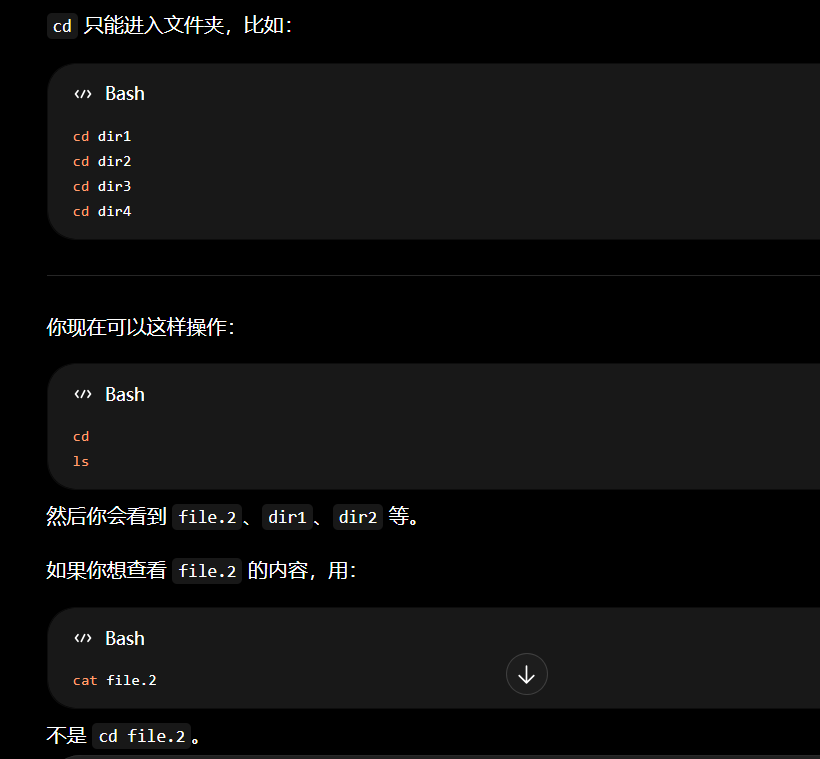 cd 只能进入文件夹，比如：
Bash
cd dir1
cd dir2
cd dir3
cd dir4
你现在可以这样操作：
Bash
cd
ls
然后你会看到 file.2、dir1、dir2 等。
如果你想查看 file.2 的内容，用：
Bash
cat file.2
不是 cd file.2。